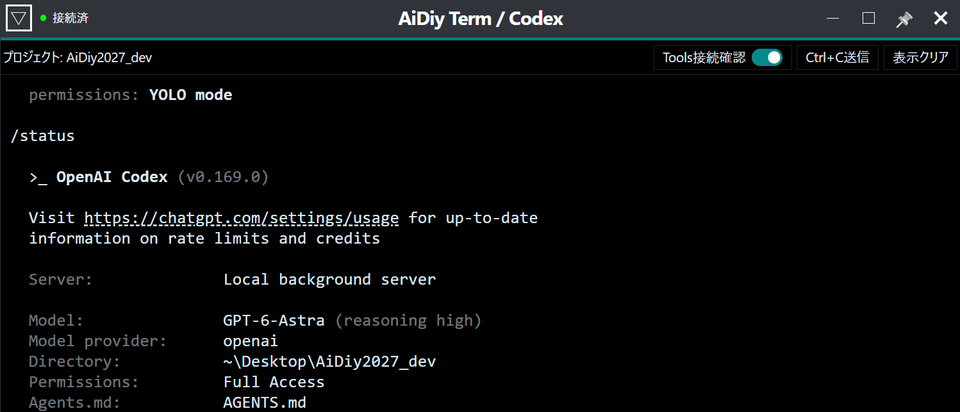 接続済
AiDiy Term / Codex
プロジェクト: AiDiy2027_dev
Tools接続確認
Ctrl+C送信
表示クリア
permissions: YOLO mode
/status
>_ OpenAI Codex (v0.169.0)
Visit https://chatgpt.com/settings/usage for up-to-date
information on rate limits and credits
Server: Local background server
Model: GPT-6-Astra (reasoning high)
Model provider: openai
Directory: ~\Desktop\AiDiy2027_dev
Permissions: Full Access
Agents.md: AGENTS.md